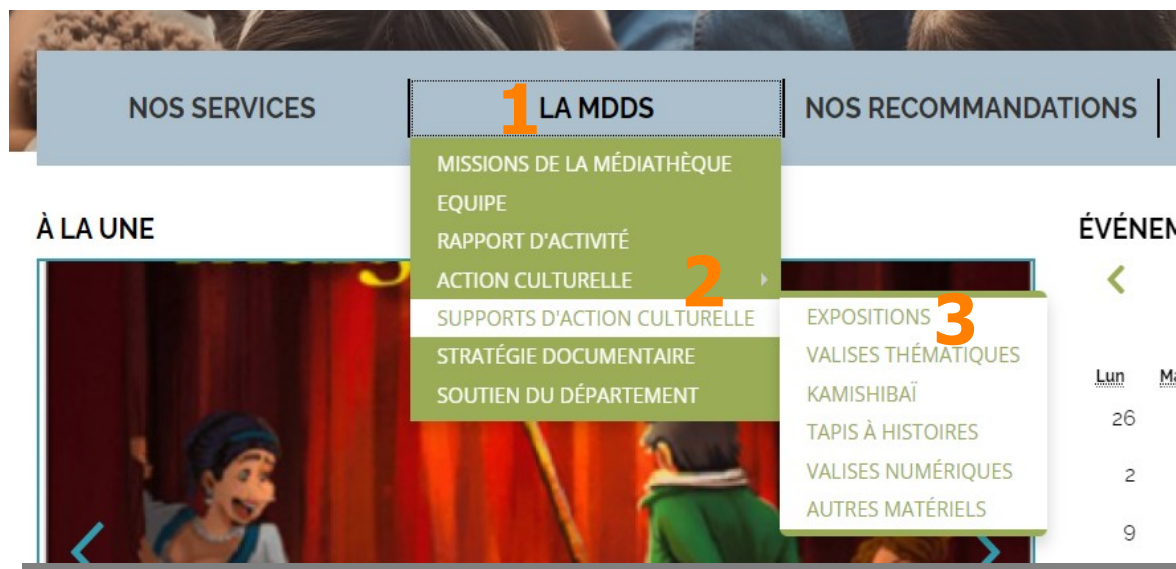 NOS SERVICES
1 LA MDDS
NOS RECOMMANDATIONS
MISSIONS DE LA MÉDIATHÈQUE
EQUIPE
RAPPORT D'ACTIVITÉ
ACTION CULTURELLE 2
SUPPORTS D'ACTION CULTURELLE
STRATÉGIE DOCUMENTAIRE
SOUTIEN DU DÉPARTEMENT
EXPOSITIONS 3
VALISES THÉMATIQUES
KAMISHIBAÏ
TAPIS À HISTOIRES
VALISES NUMÉRIQUES
AUTRES MATÉRIELS
À LA UNE
ÉVÉNEM
Lun Ma
26
2
9